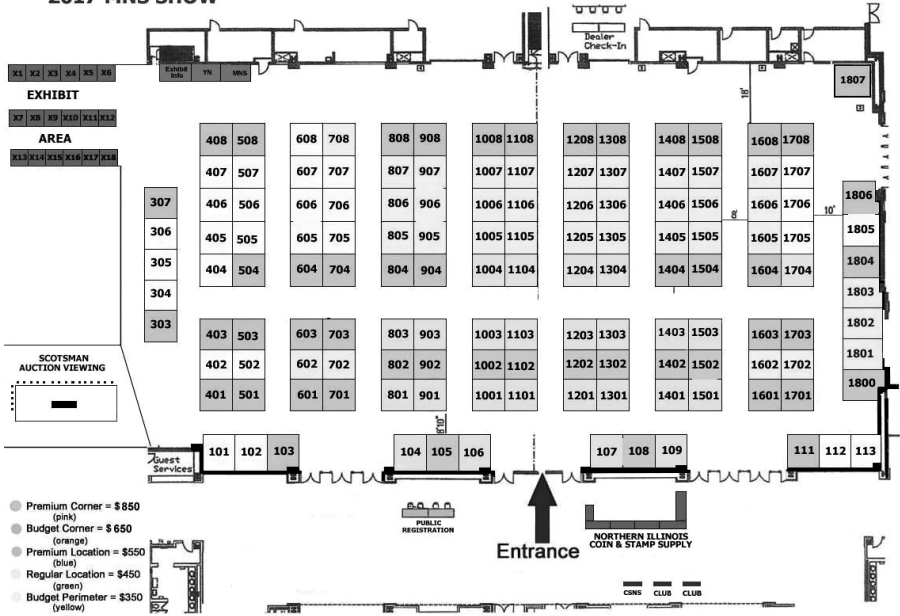 2017 MNS SHOW
Dealer
Check-In
X1 X2 X3 X4 X5 X6
Exhibit
Info
YN
MNS
1807
EXHIBIT
X7 X8 X9 X10 X11 X12
AREA
X13 X14 X15 X16 X17 X18
18'
408 508 608 708 808 908 1008 1108 1208 1308 1408 1508 1608 1708
407 507 607 707 807 907 1007 1107 1207 1307 1407 1507 1607 1707
307 406 506 606 706 806 906 1006 1106 1206 1306 1406 1506 1606 1706 1806
8' 10'
306 405 505 605 705 805 905 1005 1105 1205 1305 1405 1505 1605 1705 1805
305 404 504 604 704 804 904 1004 1104 1204 1304 1404 1504 1604 1704 1804
304 1803
303 403 503 603 703 803 903 1003 1103 1203 1303 1403 1503 1603 1703 1802
402 502 602 702 802 902 1002 1102 1202 1302 1402 1502 1602 1702 1801
401 501 601 701 801 901 1001 1101 1201 1301 1401 1501 1601 1701 1800
SCOTSMAN
AUCTION VIEWING
8'10"
101 102 103 104 105 106 107 108 109 111 112 113
Guest
Services
Premium Corner = $850
(pink)
Budget Corner = $650
(orange)
Premium Location = $550
(blue)
Regular Location = $450
(green)
Budget Perimeter = $350
(yellow)
PUBLIC
REGISTRATION
Entrance
NORTHERN ILLINOIS
COIN & STAMP SUPPLY
CSNS CLUB CLUB